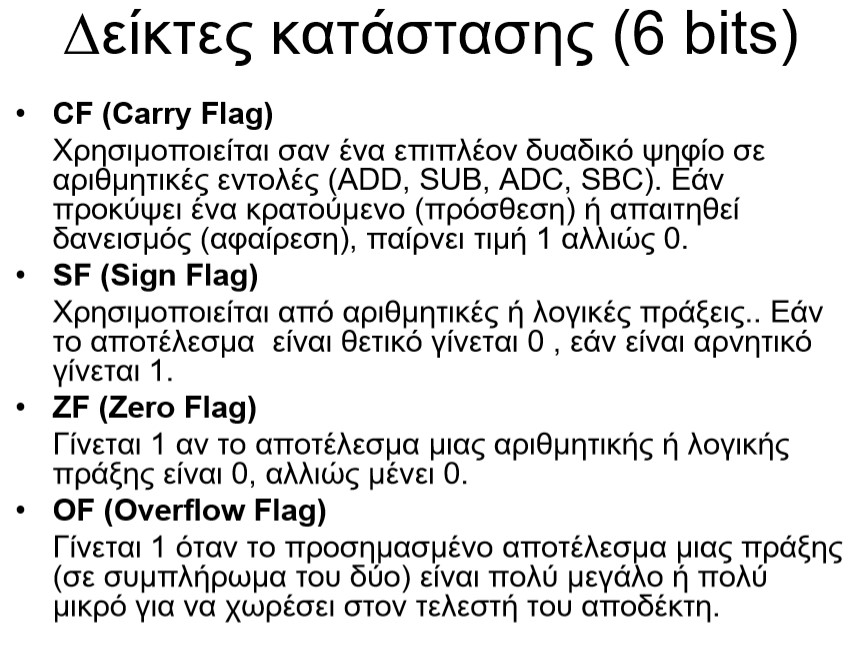 Δείκτες κατάστασης (6 bits)
• CF (Carry Flag)
Χρησιμοποιείται σαν ένα επιπλέον δυαδικό ψηφίο σε
αριθμητικές εντολές (ADD, SUB, ADC, SBC). Εάν
προκύψει ένα κρατούμενο (πρόσθεση) ή απαιτηθεί
δανεισμός (αφαίρεση), παίρνει τιμή 1 αλλιώς 0.
• SF (Sign Flag)
Χρησιμοποιείται από αριθμητικές ή λογικές πράξεις.. Εάν
το αποτέλεσμα  είναι θετικό γίνεται 0 , εάν είναι αρνητικό
γίνεται 1.
• ZF (Zero Flag)
Γίνεται 1 αν το αποτέλεσμα μιας αριθμητικής ή λογικής
πράξης είναι 0, αλλιώς μένει 0.
• OF (Overflow Flag)
Γίνεται 1 όταν το προσημασμένο αποτέλεσμα μιας πράξης
(σε συμπλήρωμα του δύο) είναι πολύ μεγάλο ή πολύ
μικρό για να χωρέσει στον τελεστή του αποδέκτη.